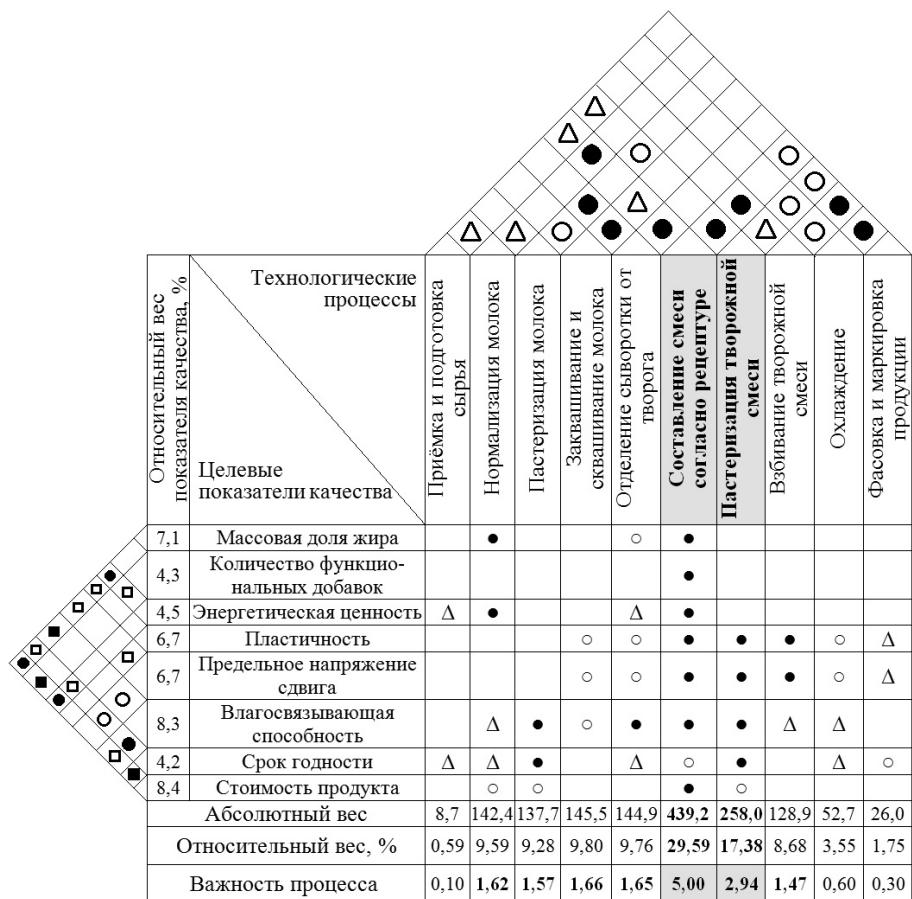 Относительный вес
показателя качества, %
Технологические
процессы
Целевые
показатели качества
Приёмка и подготовка
сырья
Нормализация молока
Пастеризация молока
Заквашивание и
сквашивание молока
Отделение сыворотки от
творога
Составление смеси
согласно рецептуре
Пастеризация творожной
смеси
Взбивание творожной
смеси
Охлаждение
Фасовка и маркировка
продукции
7,1 Массовая доля жира
4,3 Количество функцио-
нальных добавок
4,5 Энергетическая ценность
6,7 Пластичность
6,7 Предельное напряжение
сдвига
8,3 Влагосвязывающая
способность
4,2 Срок годности
8,4 Стоимость продукта
Абсолютный вес 8,7 142,4 137,7 145,5 144,9 439,2 258,0 128,9 52,7 26,0
Относительный вес, % 0,59 9,59 9,28 9,80 9,76 29,59 17,38 8,68 3,55 1,75
Важность процесса 0,10 1,62 1,57 1,66 1,65 5,00 2,94 1,47 0,60 0,30